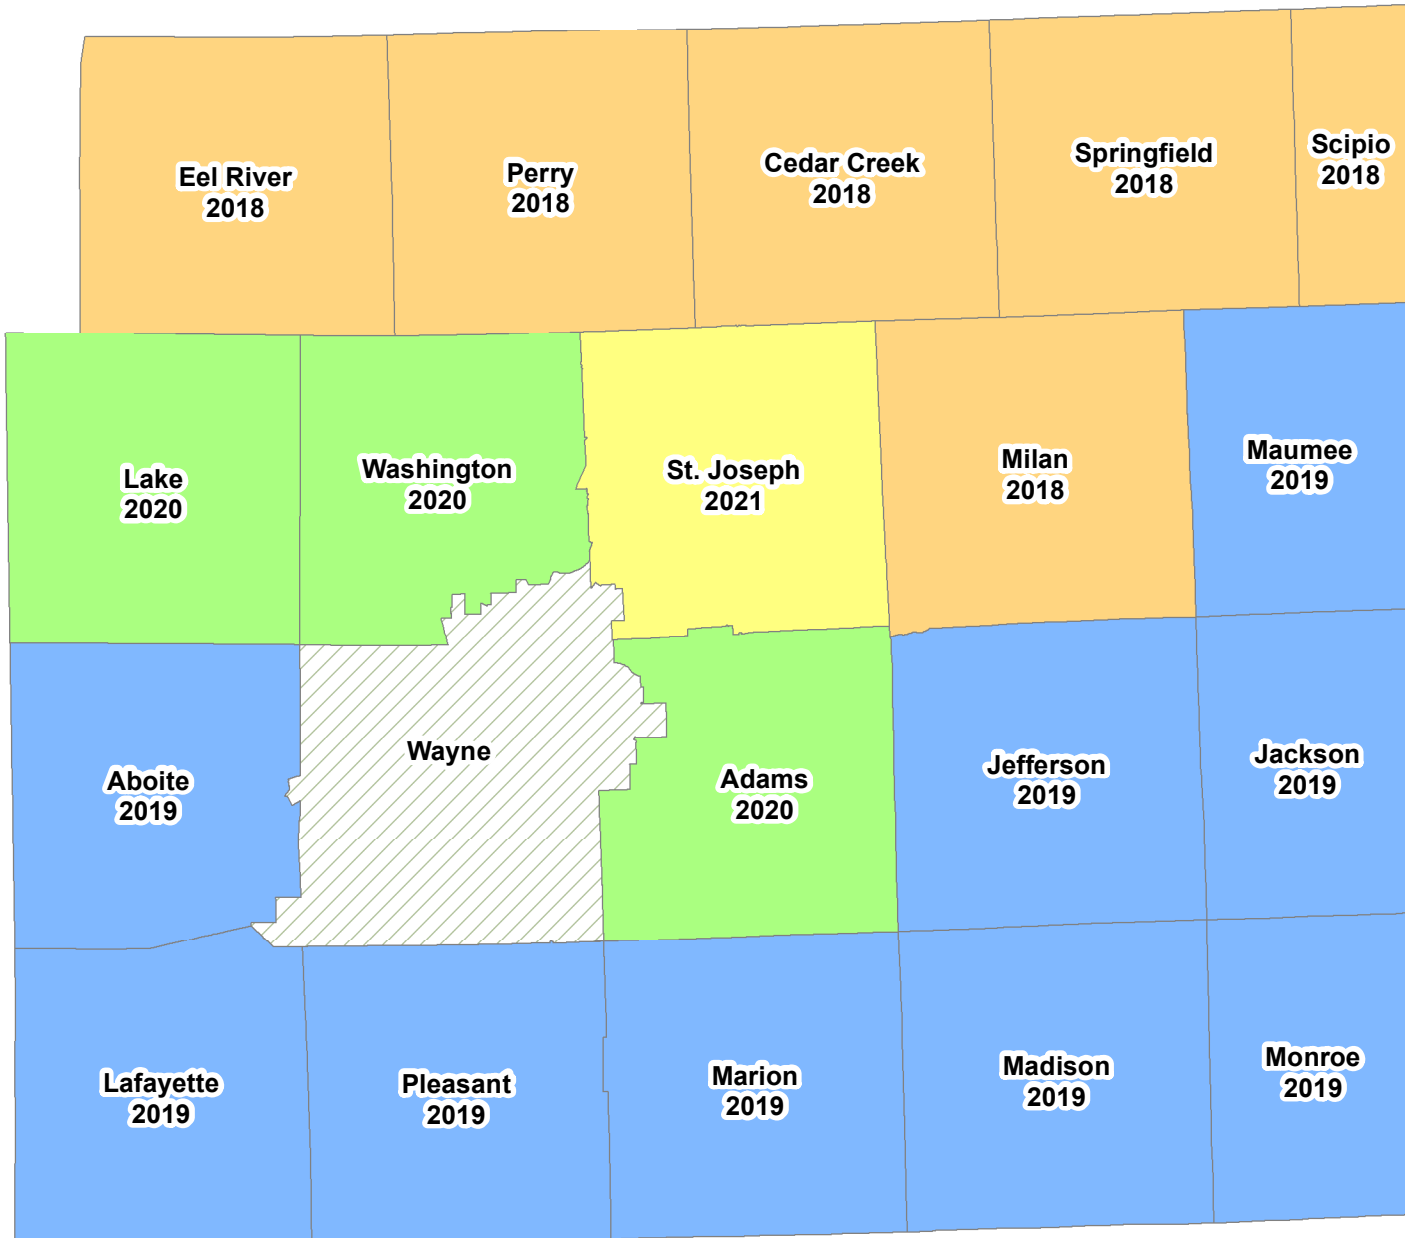 Eel River
2018
Perry
2018
Cedar Creek
2018
Springfield
2018
Scipio
2018
Lake
2020
Washington
2020
St. Joseph
2021
Milan
2018
Maumee
2019
Aboite
2019
Wayne
Adams
2020
Jefferson
2019
Jackson
2019
Lafayette
2019
Pleasant
2019
Marion
2019
Madison
2019
Monroe
2019